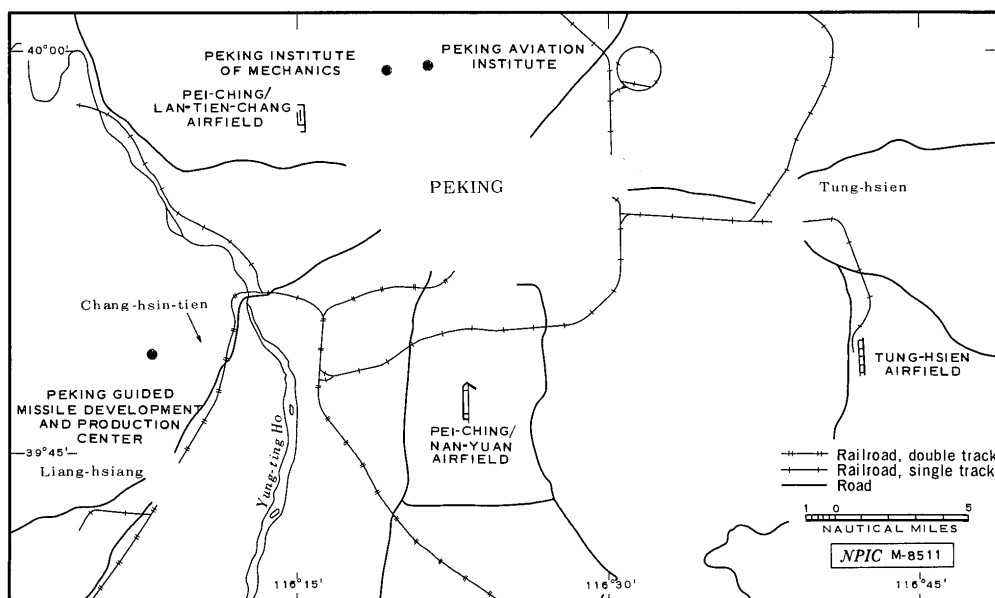 40°00'
PEKING INSTITUTE
OF MECHANICS
PEKING AVIATION
INSTITUTE
PEI-CHING/
LAN-TIEN-CHANG
AIRFIELD
PEKING
Tung-hsien
Chang-hsin-tien
PEKING GUIDED
MISSILE DEVELOPMENT
AND PRODUCTION
CENTER
TUNG-HSIEN
AIRFIELD
PEI-CHING/
NAN-YUAN
AIRFIELD
Yung-ting Ho
39°45'
Liang-hsiang
Railroad, double track
Railroad, single track
Road
1 0 5
NAUTICAL MILES
NPIC M-8511
116°15'
116°30'
116°45'